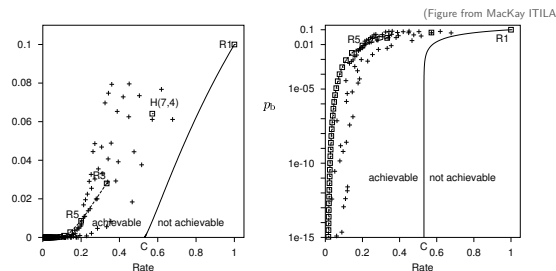 (Figure from MacKay ITILA
0.1
0.08
0.06
0.04
0.02
0
R1
H(7,4)
R3
R5
achievable
not achievable
0
0.2
0.4
C
0.6
0.8
1
Rate
p_b
0.1
0.01
1e-05
1e-10
1e-15
R5
R1
achievable
not achievable
0
0.2
0.4
C
0.6
0.8
1
Rate